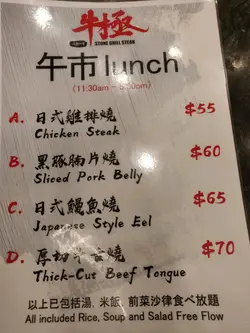 牛極
STONE GRILL STEAK
午市 lunch
(11:30am - 5:30pm)
A. 日式雞排燒 $55
Chicken Steak
B. 黑豚腩片燒 $60
Sliced Pork Belly
C. 日式鰻魚燒 $65
Japanese Style Eel
D. 厚切牛舌燒 $70
Thick-Cut Beef Tongue
以上已包括湯, 米飯, 前菜沙律食べ放題
All included Rice, Soup and Salad Free Flow